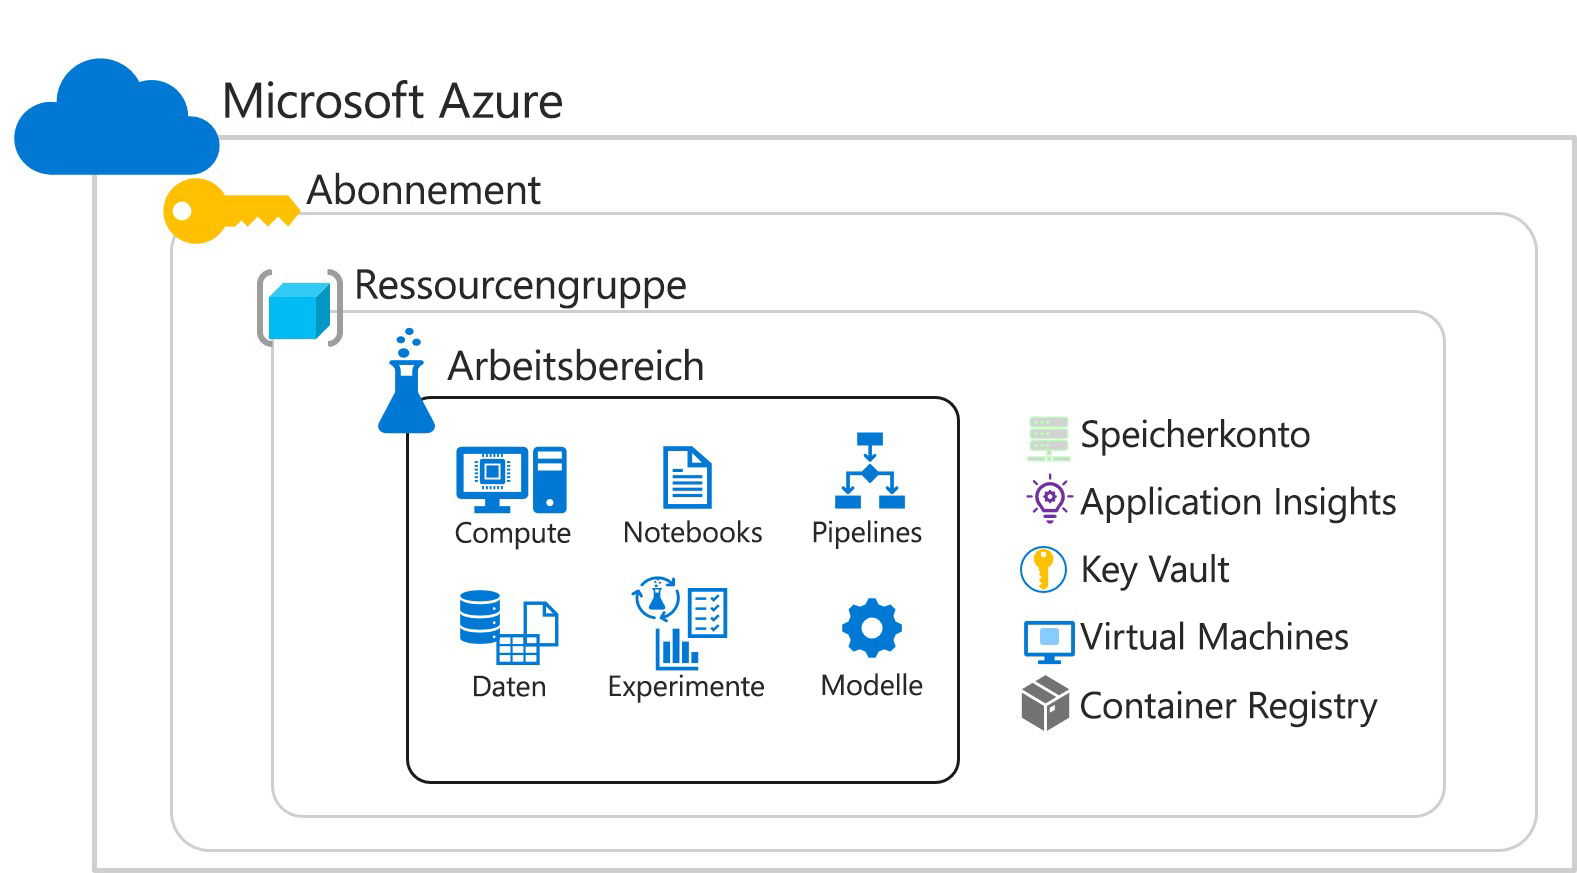 Microsoft Azure
Abonnement
Ressourcengruppe
Arbeitsbereich
Compute
Notebooks
Pipelines
Daten
Experimente
Modelle
Speicherkonto
Application Insights
Key Vault
Virtual Machines
Container Registry